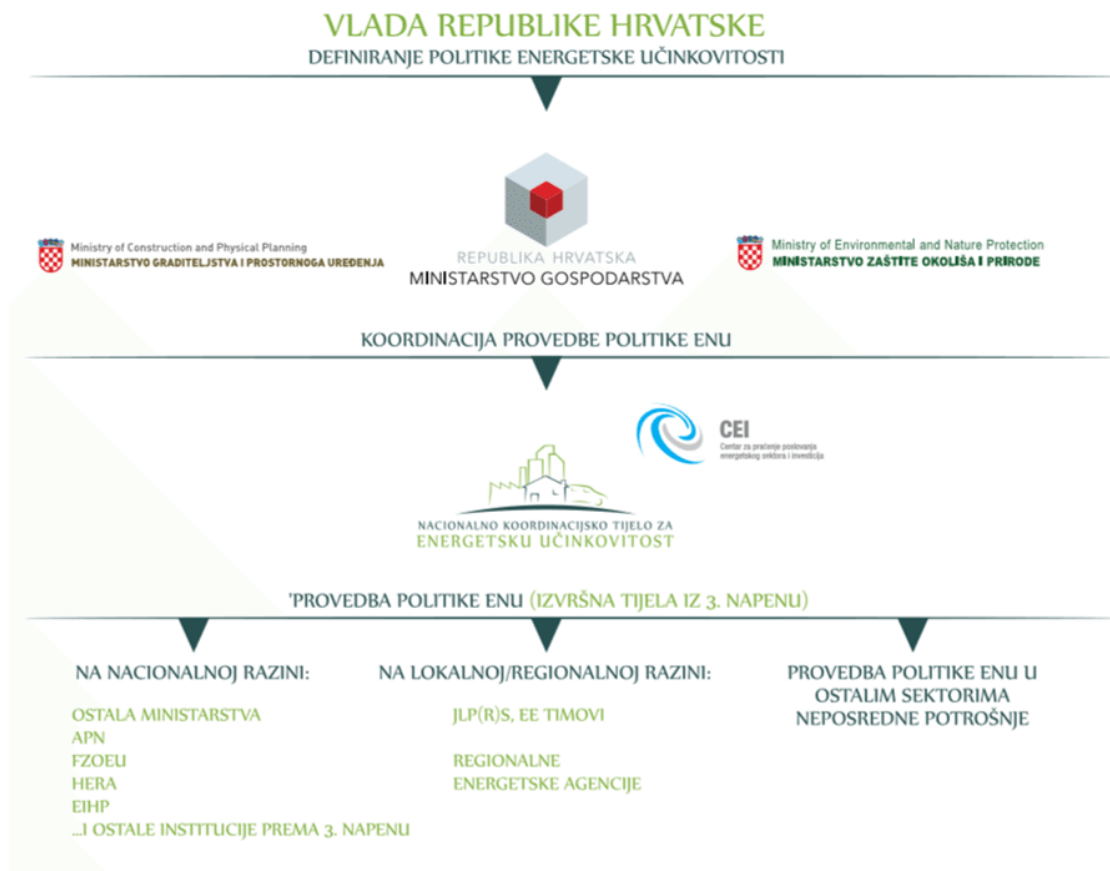 VLADA REPUBLIKE HRVATSKE
DEFINIRANJE POLITIKE ENERGETSKE UČINKOVITOSTI
Ministry of Construction and Physical Planning
MINISTARSTVO GRADITELJSTVA I PROSTORNOGA UREĐENJA
REPUBLIKA HRVATSKA
MINISTARSTVO GOSPODARSTVA
Ministry of Environmental and Nature Protection
MINISTARSTVO ZAŠTITE OKOLIŠA I PRIRODE
KOORDINACIJA PROVEDBE POLITIKE ENU
CEI
Centar za praćenje poslovanja
energetskog sektora i investicija
NACIONALNO KOORDINACIJSKO TIJELO ZA
ENERGETSKU UČINKOVITOST
'PROVEDBA POLITIKE ENU (IZVRŠNA TIJELA IZ 3. NAPENU)
NA NACIONALNOJ RAZINI:
OSTALA MINISTARSTVA
APN
FZOEU
HERA
EIHP
...I OSTALE INSTITUCIJE PREMA 3. NAPENU
NA LOKALNOJ/REGIONALNOJ RAZINI:
JLP(R)S, EE TIMOVI
REGIONALNE
ENERGETSKE AGENCIJE
PROVEDBA POLITIKE ENU U
OSTALIM SEKTORIMA
NEPOSREDNE POTROŠNJE